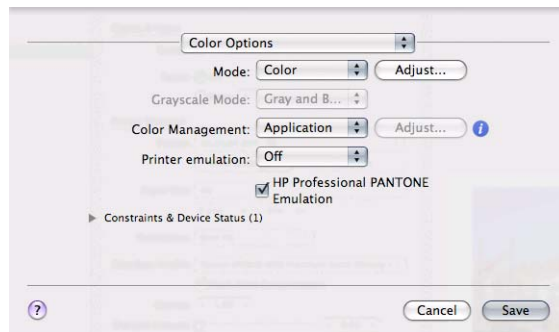 Color Options
Mode: Color Adjust...
Grayscale Mode: Gray and B...
Color Management: Application Adjust... i
Printer emulation: Off
HP Professional PANTONE
Emulation
Constraints & Device Status (1)
? Cancel Save